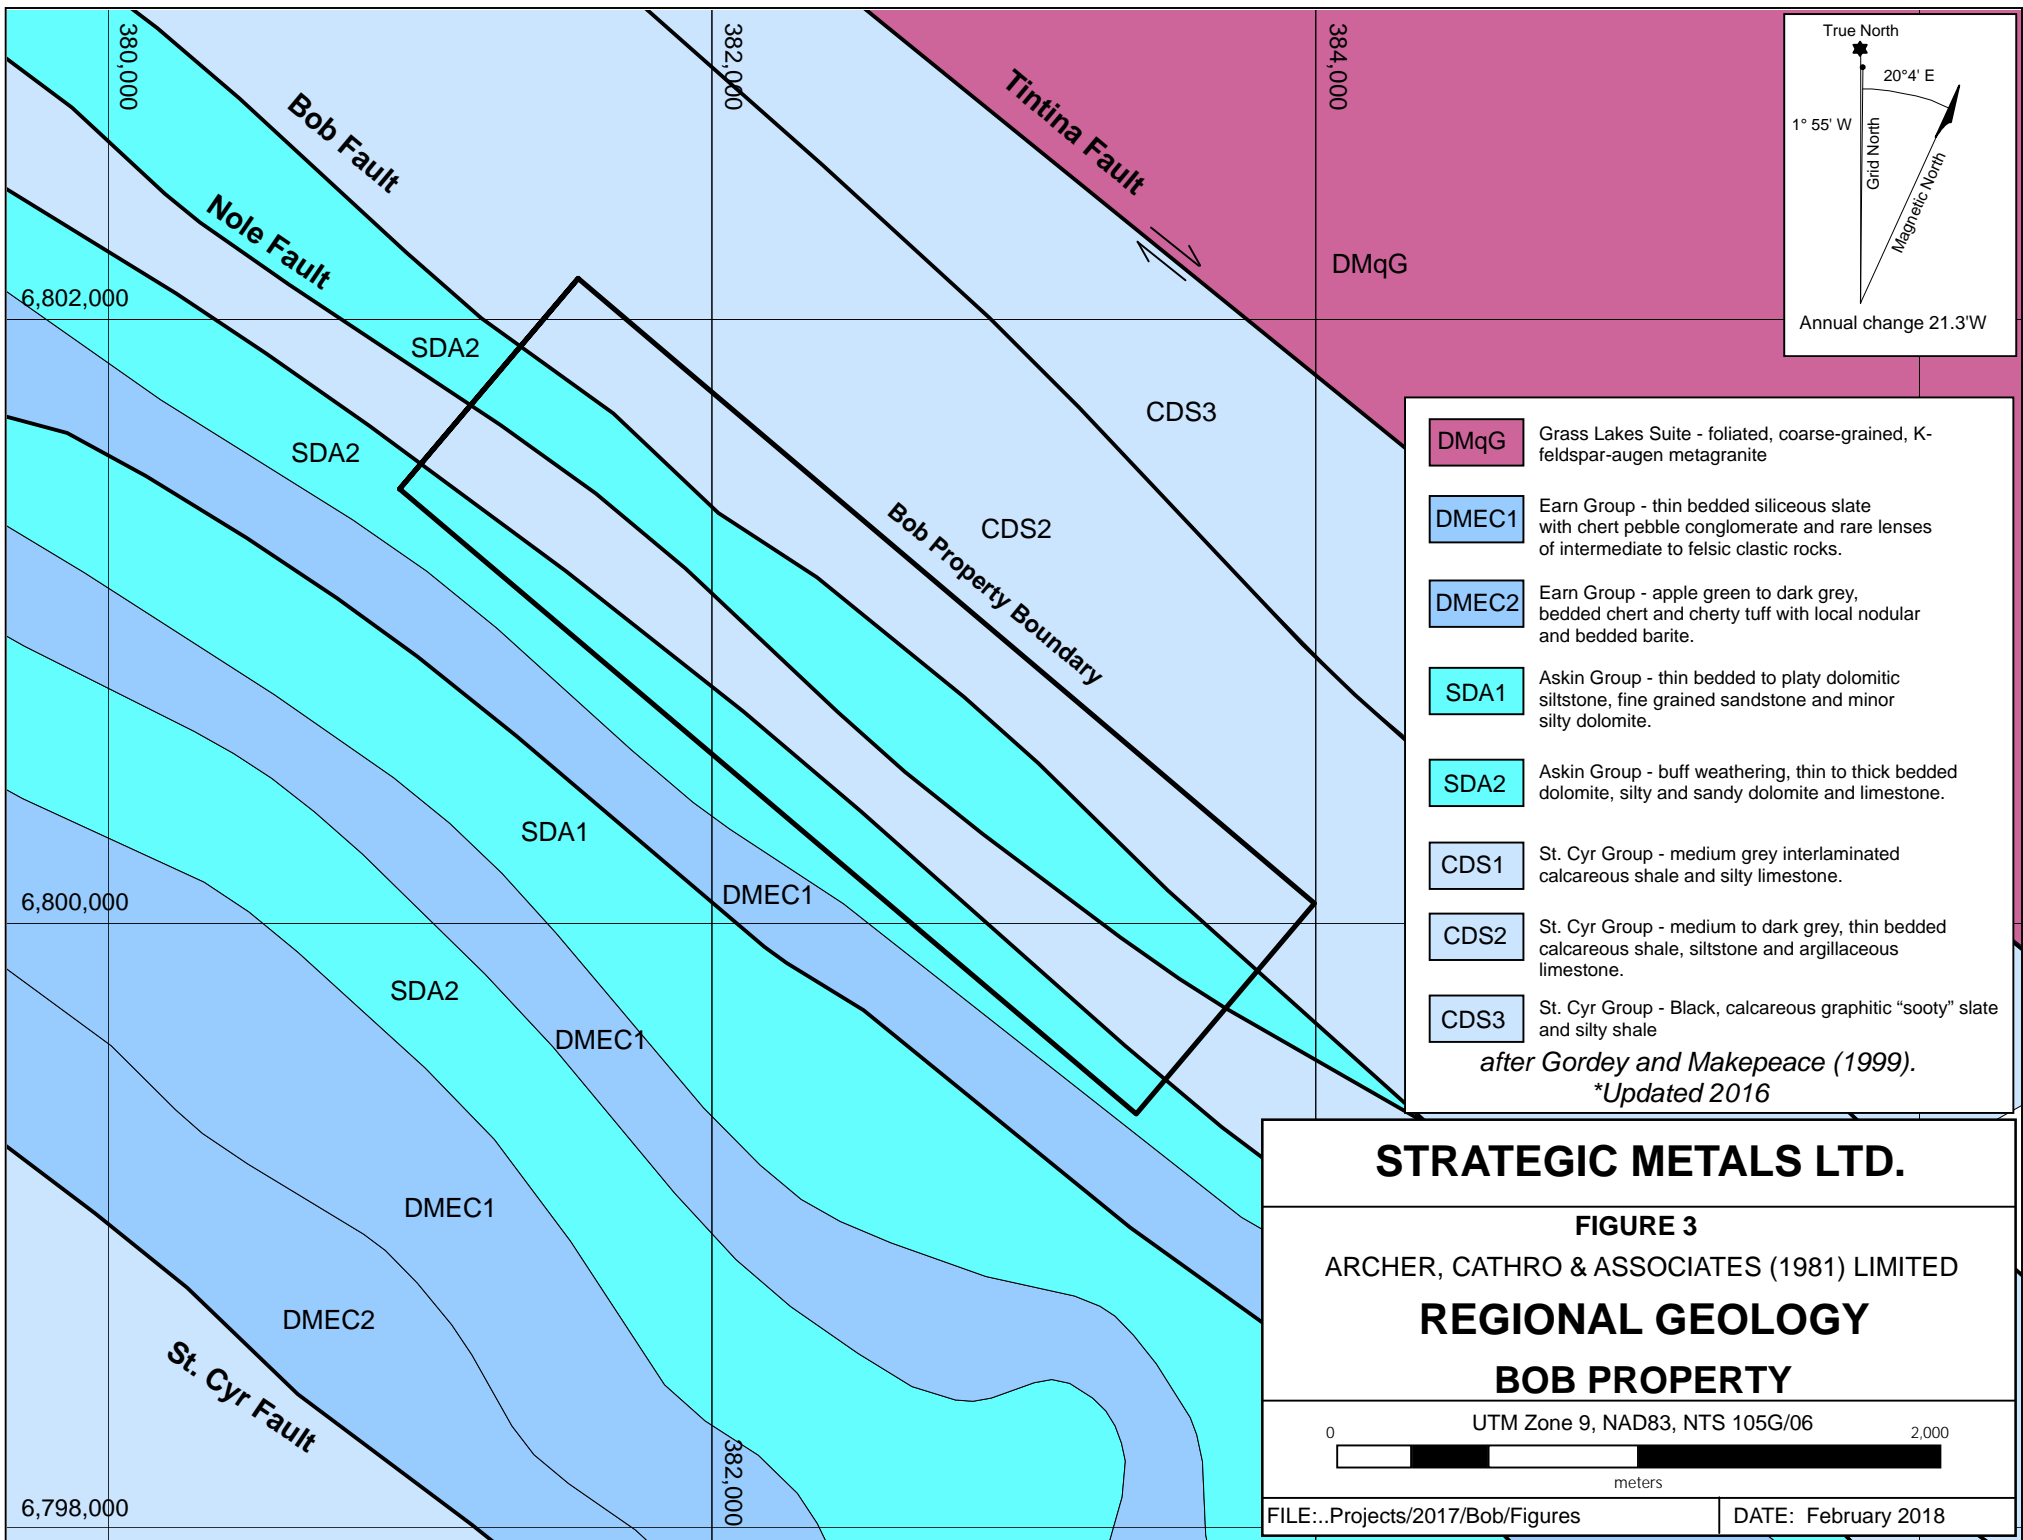 380,000
382,000
384,000
True North
20°4' E
1° 55' W
Grid North
Magnetic North
Annual change 21.3'W
Bob Fault
Tintina Fault
Nole Fault
DMqG
6,802,000
SDA2
CDS3
SDA2
CDS2
Bob Property Boundary
SDA1
DMEC1
6,800,000
SDA2
DMEC1
DMEC1
DMEC2
St. Cyr Fault
382,000
6,798,000
DMqG
Grass Lakes Suite - foliated, coarse-grained, K-
feldspar-augen metagranite
DMEC1
Earn Group - thin bedded siliceous slate
with chert pebble conglomerate and rare lenses
of intermediate to felsic clastic rocks.
DMEC2
Earn Group - apple green to dark grey,
bedded chert and cherty tuff with local nodular
and bedded barite.
SDA1
Askin Group - thin bedded to platy dolomitic
siltstone, fine grained sandstone and minor
silty dolomite.
SDA2
Askin Group - buff weathering, thin to thick bedded
dolomite, silty and sandy dolomite and limestone.
CDS1
St. Cyr Group - medium grey interlaminated
calcareous shale and silty limestone.
CDS2
St. Cyr Group - medium to dark grey, thin bedded
calcareous shale, siltstone and argillaceous
limestone.
CDS3
St. Cyr Group - Black, calcareous graphitic “sooty” slate
and silty shale
after Gordey and Makepeace (1999).
*Updated 2016
STRATEGIC METALS LTD.
FIGURE 3
ARCHER, CATHRO & ASSOCIATES (1981) LIMITED
REGIONAL GEOLOGY
BOB PROPERTY
UTM Zone 9, NAD83, NTS 105G/06
0
2,000
meters
FILE:..Projects/2017/Bob/Figures
DATE: February 2018